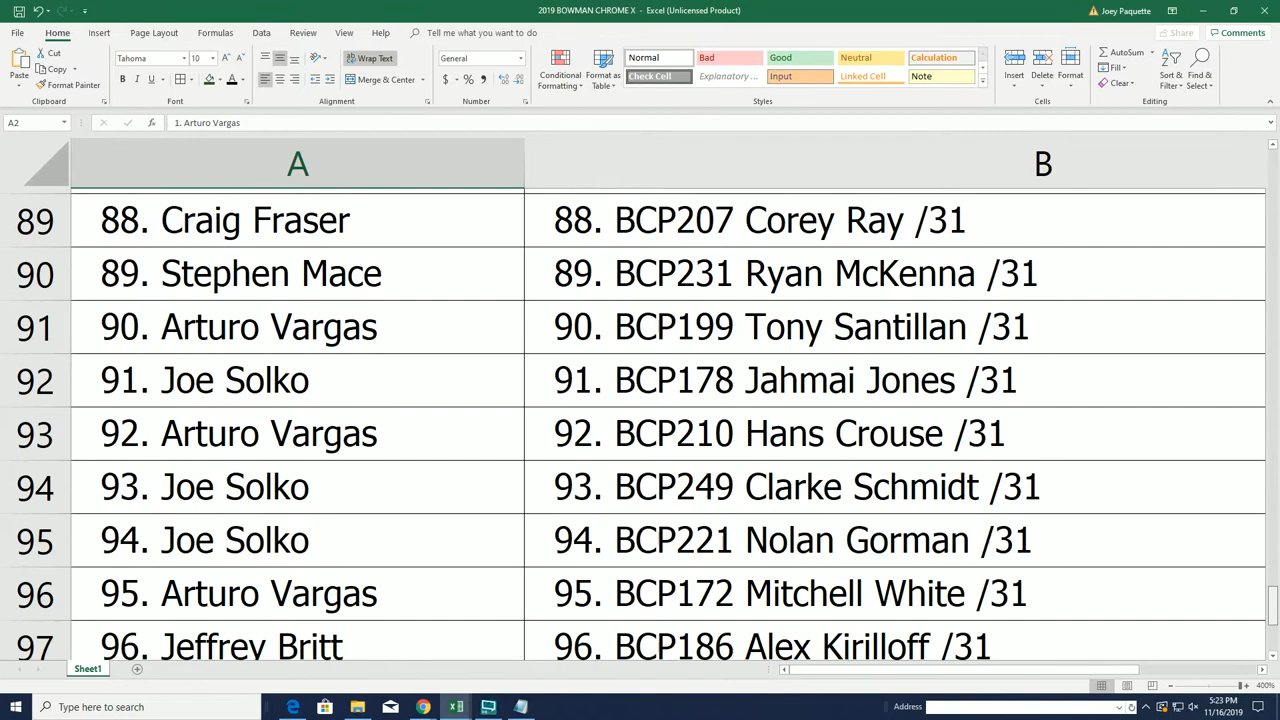 2019 BOWMAN CHROME X - Excel (Unlicensed Product)
Joey Paquette
File Home Insert Page Layout Formulas Data Review View Help Tell me what you want to do
Share Comments
Paste
Cut
Copy
Format Painter
Clipboard
Tahoma 10
B I U A
Font
Wrap Text
Merge & Center
Alignment
General
$ % ,
Number
Conditional Formatting
Format as Table
Normal Bad Good Neutral Calculation
Check Cell Explanatory ... Input Linked Cell Note
Styles
Insert Delete Format
Cells
AutoSum
Fill
Clear
Sort & Filter
Find & Select
Editing
A2 fx 1. Arturo Vargas
A B
89 88. Craig Fraser 88. BCP207 Corey Ray /31
90 89. Stephen Mace 89. BCP231 Ryan McKenna /31
91 90. Arturo Vargas 90. BCP199 Tony Santillan /31
92 91. Joe Solko 91. BCP178 Jahmai Jones /31
93 92. Arturo Vargas 92. BCP210 Hans Crouse /31
94 93. Joe Solko 93. BCP249 Clarke Schmidt /31
95 94. Joe Solko 94. BCP221 Nolan Gorman /31
96 95. Arturo Vargas 95. BCP172 Mitchell White /31
97 96. Jeffrey Britt 96. BCP186 Alex Kirilloff /31
Sheet1
400%
Type here to search
Address
5:23 PM
11/16/2019